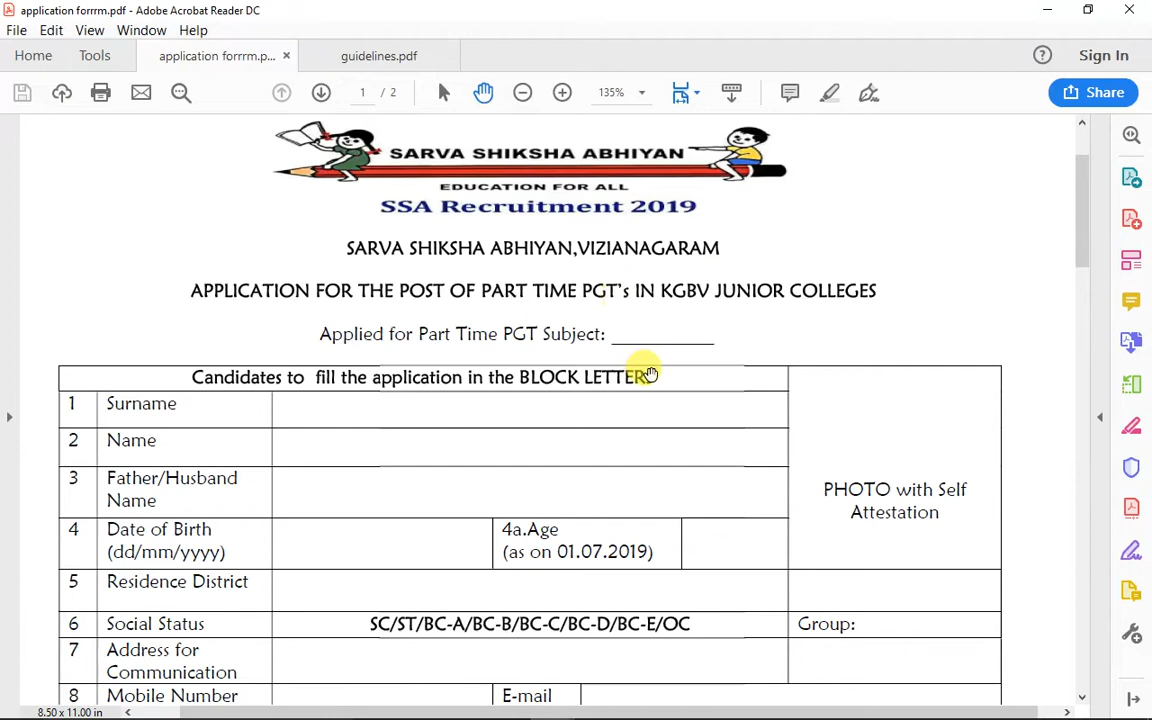 application forrrm.pdf - Adobe Acrobat Reader DC
File Edit View Window Help
Home Tools application forrrm.p... × guidelines.pdf Sign In
1 / 2 135% Share
SARVA SHIKSHA ABHIYAN
EDUCATION FOR ALL
SSA Recruitment 2019
SARVA SHIKSHA ABHIYAN,VIZIANAGARAM
APPLICATION FOR THE POST OF PART TIME PGT's IN KGBV JUNIOR COLLEGES
Applied for Part Time PGT Subject: __________
Candidates to fill the application in the BLOCK LETTER
1 Surname
2 Name
3 Father/Husband
Name
PHOTO with Self
Attestation
4 Date of Birth
(dd/mm/yyyy)
4a.Age
(as on 01.07.2019)
5 Residence District
6 Social Status SC/ST/BC-A/BC-B/BC-C/BC-D/BC-E/OC Group:
7 Address for
Communication
8 Mobile Number E-mail
8.50 x 11.00 in